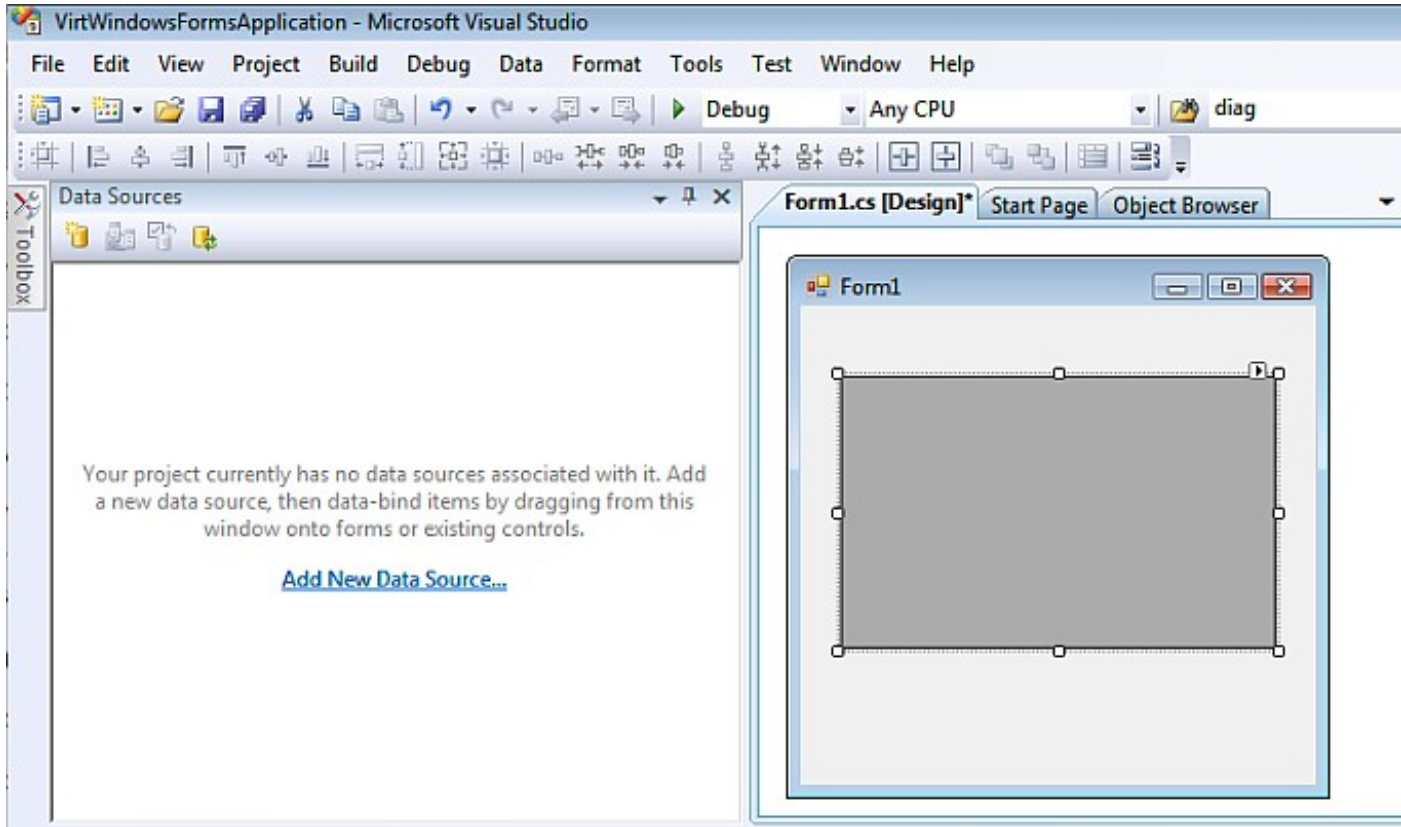 VirtWindowsFormsApplication - Microsoft Visual Studio
File Edit View Project Build Debug Data Format Tools Test Window Help
Debug Any CPU diag
Data Sources
Form1.cs [Design]* Start Page Object Browser
Toolbox
Form1
Your project currently has no data sources associated with it. Add
a new data source, then data-bind items by dragging from this
window onto forms or existing controls.
Add New Data Source...